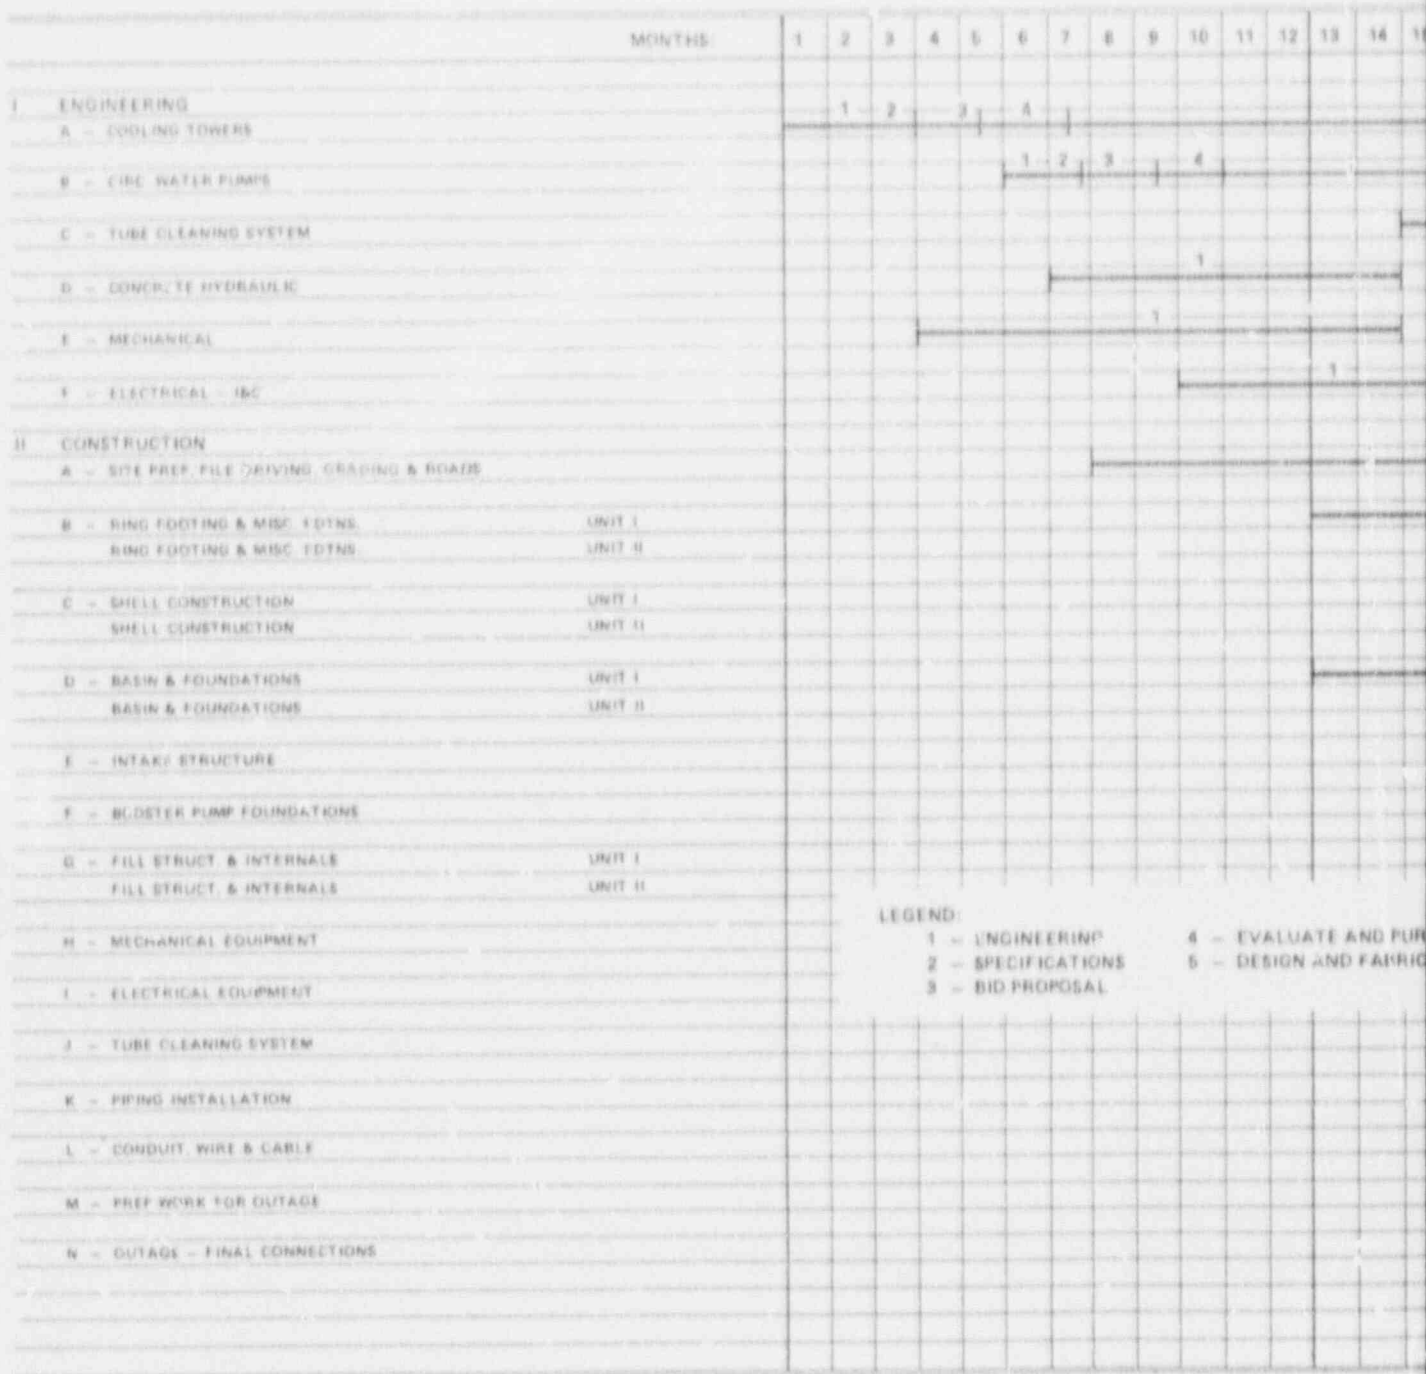 MONTHS: 1 2 3 4 5 6 7 8 9 10 11 12 13 14 15
I ENGINEERING
1 - 2 3 4
A - COOLING TOWERS
1 - 2 3 4
B - CIRC WATER PUMPS
C - TUBE CLEANING SYSTEM
1
D - CONCRETE HYDRAULIC
1
E - MECHANICAL
1
F - ELECTRICAL - I&C
II CONSTRUCTION
A - SITE PREP, PILE DRIVING, GRADING & ROADS
B - RING FOOTING & MISC. FDTNS. UNIT I
RING FOOTING & MISC. FDTNS. UNIT II
C - SHELL CONSTRUCTION UNIT I
SHELL CONSTRUCTION UNIT II
D - BASIN & FOUNDATIONS UNIT I
BASIN & FOUNDATIONS UNIT II
E - INTAKE STRUCTURE
F - BOOSTER PUMP FOUNDATIONS
G - FILL STRUCT. & INTERNALS UNIT I
FILL STRUCT. & INTERNALS UNIT II
H - MECHANICAL EQUIPMENT
I - ELECTRICAL EQUIPMENT
J - TUBE CLEANING SYSTEM
K - PIPING INSTALLATION
L - CONDUIT, WIRE & CABLE
M - PREP WORK FOR OUTAGE
N - OUTAGE - FINAL CONNECTIONS
LEGEND:
1 - ENGINEERING 4 - EVALUATE AND PUR
2 - SPECIFICATIONS 5 - DESIGN AND FABRIC
3 - BID PROPOSAL